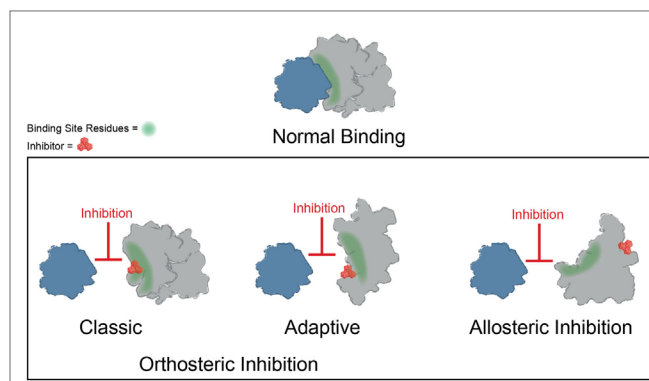 Normal Binding
Binding Site Residues =
Inhibitor =
Inhibition
Inhibition
Inhibition
Classic
Adaptive
Allosteric Inhibition
Orthosteric Inhibition